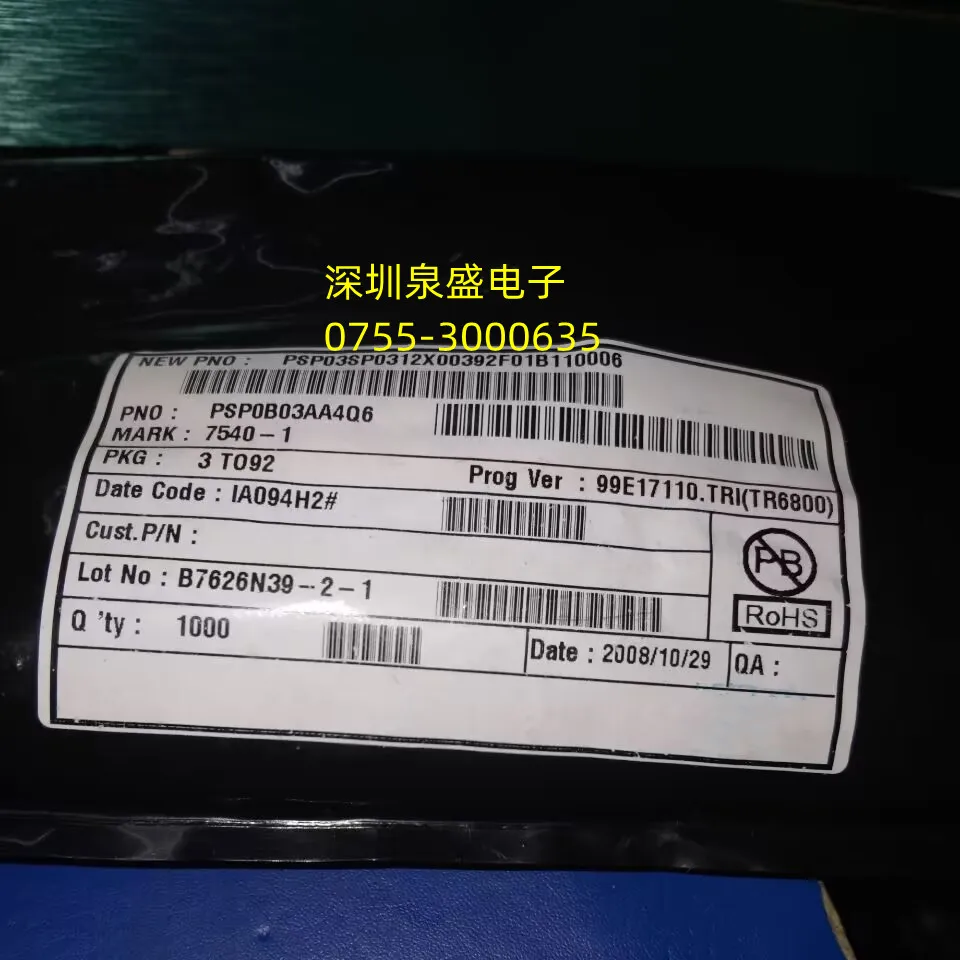 深圳泉盛电子
0755-3000635
NEW PNO : PSP03SP0312X00392F01B110006
PNO : PSP0B03AA4Q6
MARK : 7540-1
PKG : 3 TO92
Prog Ver : 99E17110.TRI(TR6800)
Date Code : IA094H2#
Cust.P/N :
PB
Lot No : B7626N39-2-1
RoHS
Q 'ty : 1000
Date : 2008/10/29
QA :